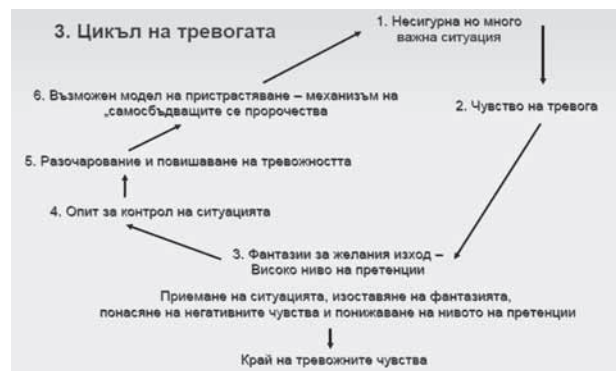 3. Цикъл на тревогата
1. Несигурна но много
важна ситуация
6. Възможен модел на пристрастяване – механизъм на
„самосбъдващите се пророчества
2. Чувство на тревога
5. Разочарование и повишаване на тревожността
4. Опит за контрол на ситуацията
3. Фантазии за желания изход –
Високо ниво на претенции
Приемане на ситуацията, изоставяне на фантазията,
понасяне на негативните чувства и понижаване на нивото на претенции
Край на тревожните чувства